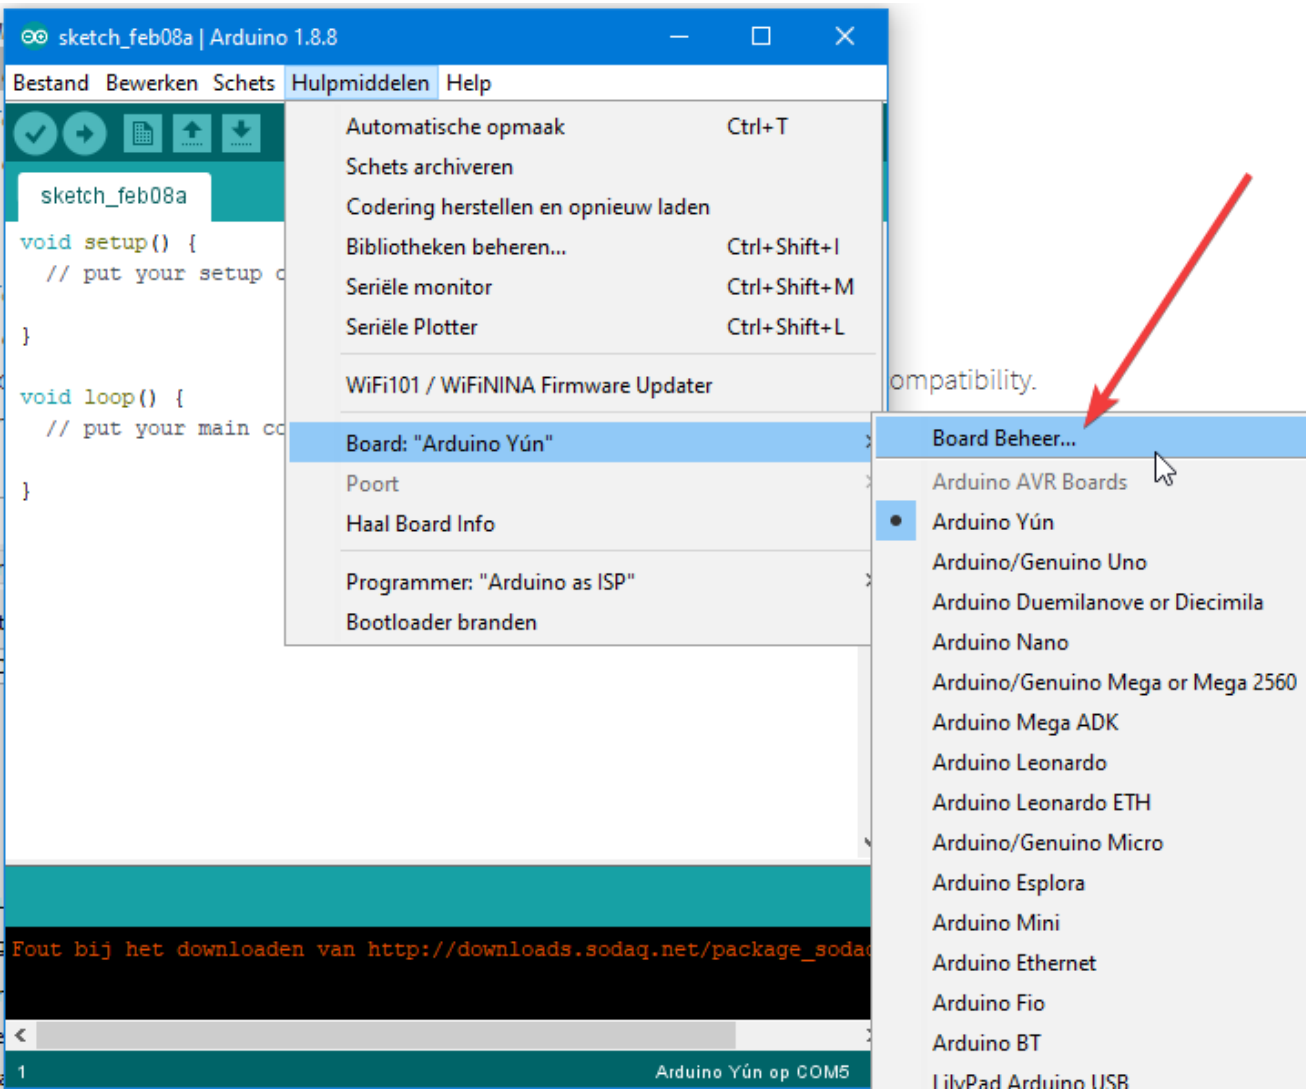 sketch_feb08a | Arduino 1.8.8
Bestand Bewerken Schets Hulpmiddelen Help
sketch_feb08a
void setup() {
// put your setup
}
void loop() {
// put your main
}
Automatische opmaak Ctrl+T
Schets archiveren
Codering herstellen en opnieuw laden
Bibliotheken beheren... Ctrl+Shift+I
Seriële monitor Ctrl+Shift+M
Seriële Plotter Ctrl+Shift+L
WiFi101 / WiFiNINA Firmware Updater
Board: "Arduino Yún"
Poort
Haal Board Info
Programmer: "Arduino as ISP"
Bootloader branden
ompatibility.
Board Beheer...
Arduino AVR Boards
Arduino Yún
Arduino/Genuino Uno
Arduino Duemilanove or Diecimila
Arduino Nano
Arduino/Genuino Mega or Mega 2560
Arduino Mega ADK
Arduino Leonardo
Arduino Leonardo ETH
Arduino/Genuino Micro
Arduino Esplora
Arduino Mini
Arduino Ethernet
Arduino Fio
Arduino BT
LilyPad Arduino USB
Fout bij het downloaden van http://downloads.sodaq.net/package_sodaq
1 Arduino Yún op COM5